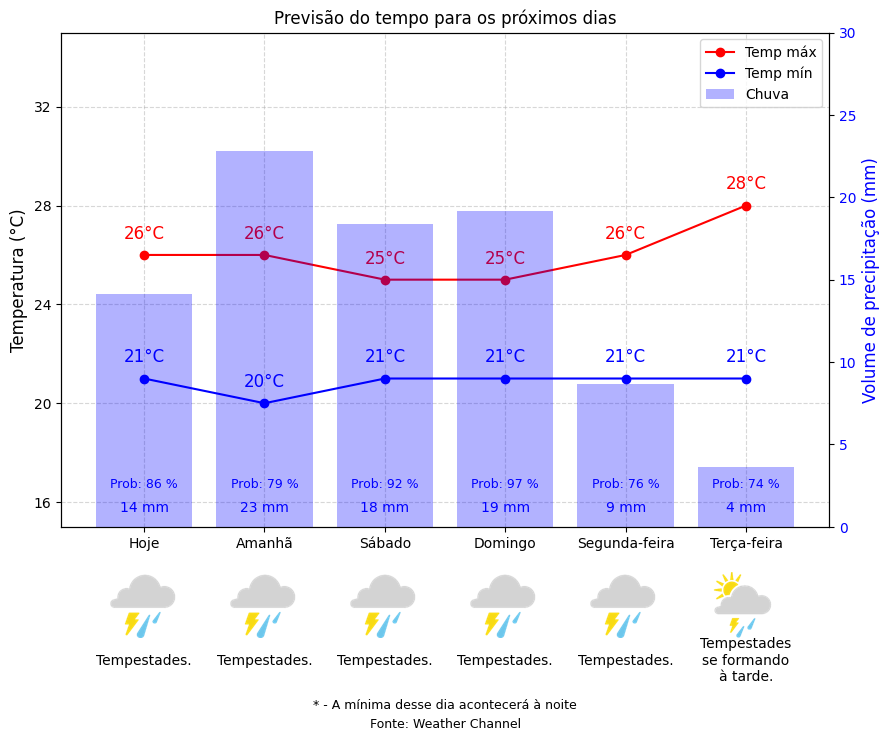 Previsão do tempo para os próximos dias
Temp máx
Temp mín
Chuva
Temperatura (°C)
Volume de precipitação (mm)
32
28
24
20
16
30
25
20
15
10
5
0
26°C
26°C
25°C
25°C
26°C
28°C
21°C
20°C
21°C
21°C
21°C
21°C
Prob: 86 %
Prob: 79 %
Prob: 92 %
Prob: 97 %
Prob: 76 %
Prob: 74 %
14 mm
23 mm
18 mm
19 mm
9 mm
4 mm
Hoje
Amanhã
Sábado
Domingo
Segunda-feira
Terça-feira
Tempestades.
Tempestades.
Tempestades.
Tempestades.
Tempestades.
Tempestades
se formando
à tarde.
* - A mínima desse dia acontecerá à noite
Fonte: Weather Channel